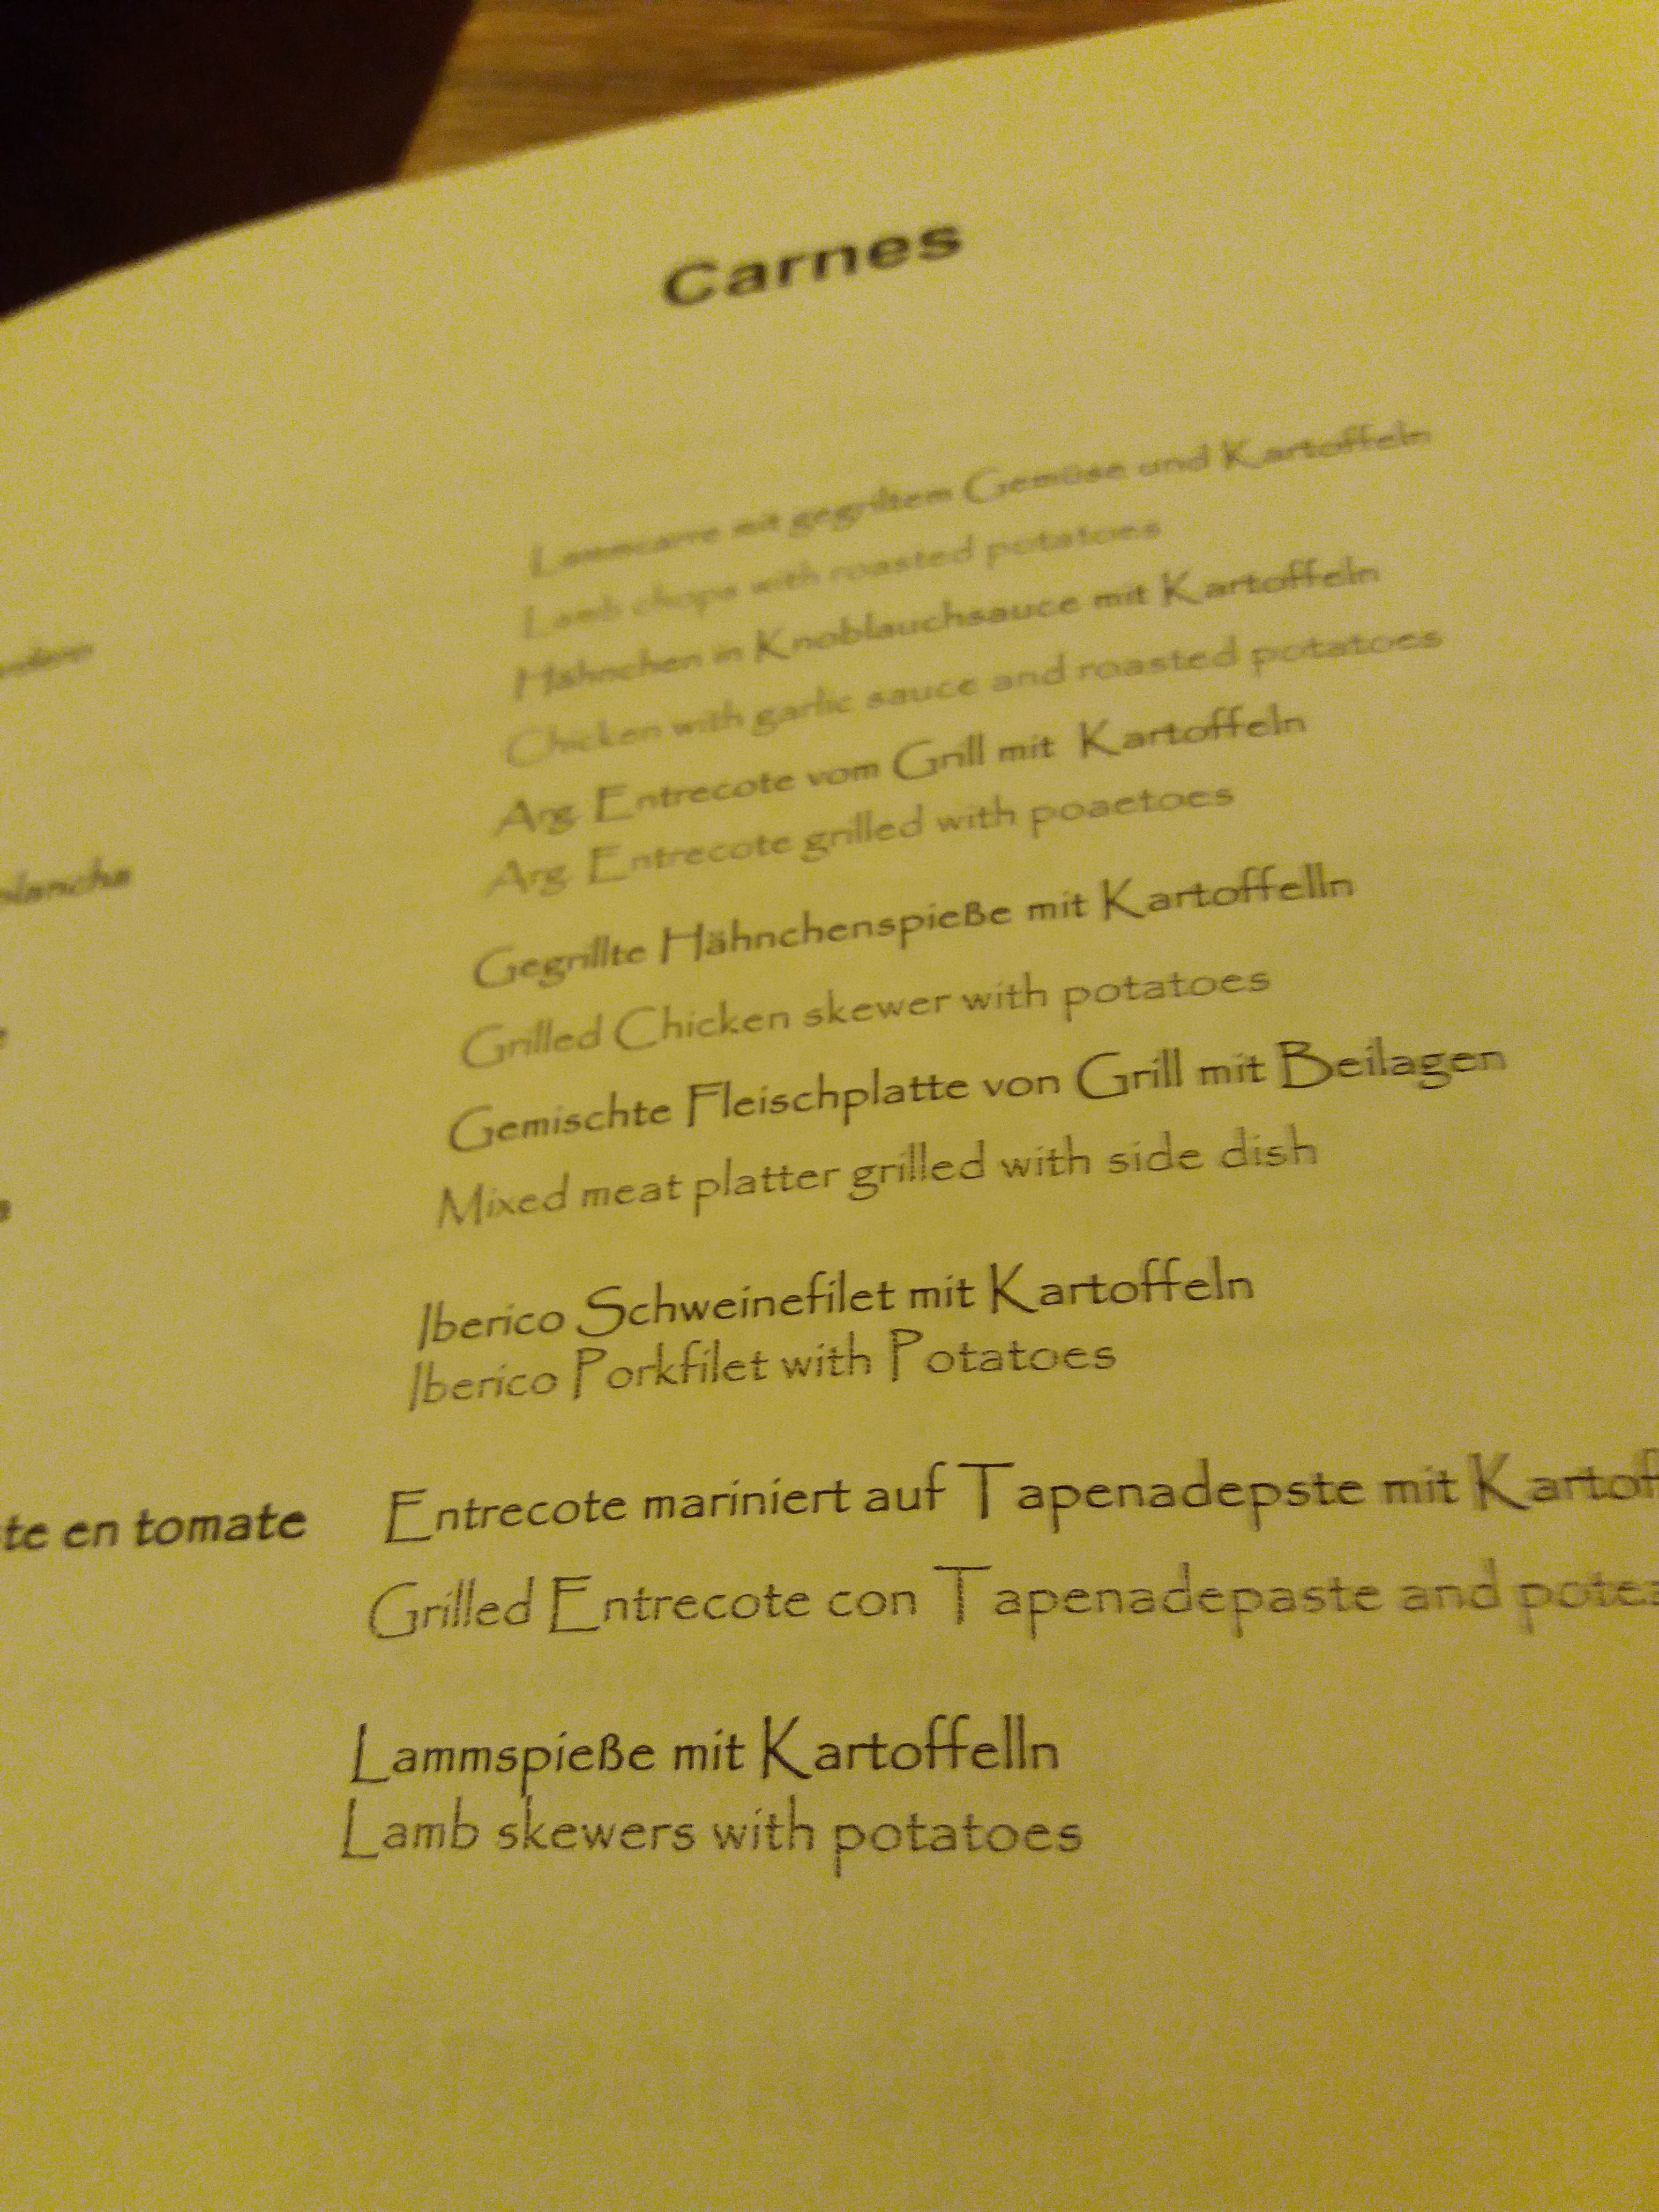 Carnes
Lammcarre mit gegrilltem Gemüse und Kartoffeln
Lamb chops with roasted potatoes
Hähnchen in Knoblauchsauce mit Kartoffeln
Chicken with garlic sauce and roasted potatoes
Arg. Entrecote vom Grill mit Kartoffeln
Arg. Entrecote grilled with poaetoes
plancha
Gegrillte Hähnchenspieße mit Kartoffelln
Grilled Chicken skewer with potatoes
Gemischte Fleischplatte von Grill mit Beilagen
Mixed meat platter grilled with side dish
Iberico Schweinefilet mit Kartoffeln
Iberico Porkfilet with Potatoes
te en tomate Entrecote mariniert auf Tapenadepste mit Kartof
Grilled Entrecote con Tapenadepaste and pote
Lammspieße mit Kartoffelln
Lamb skewers with potatoes